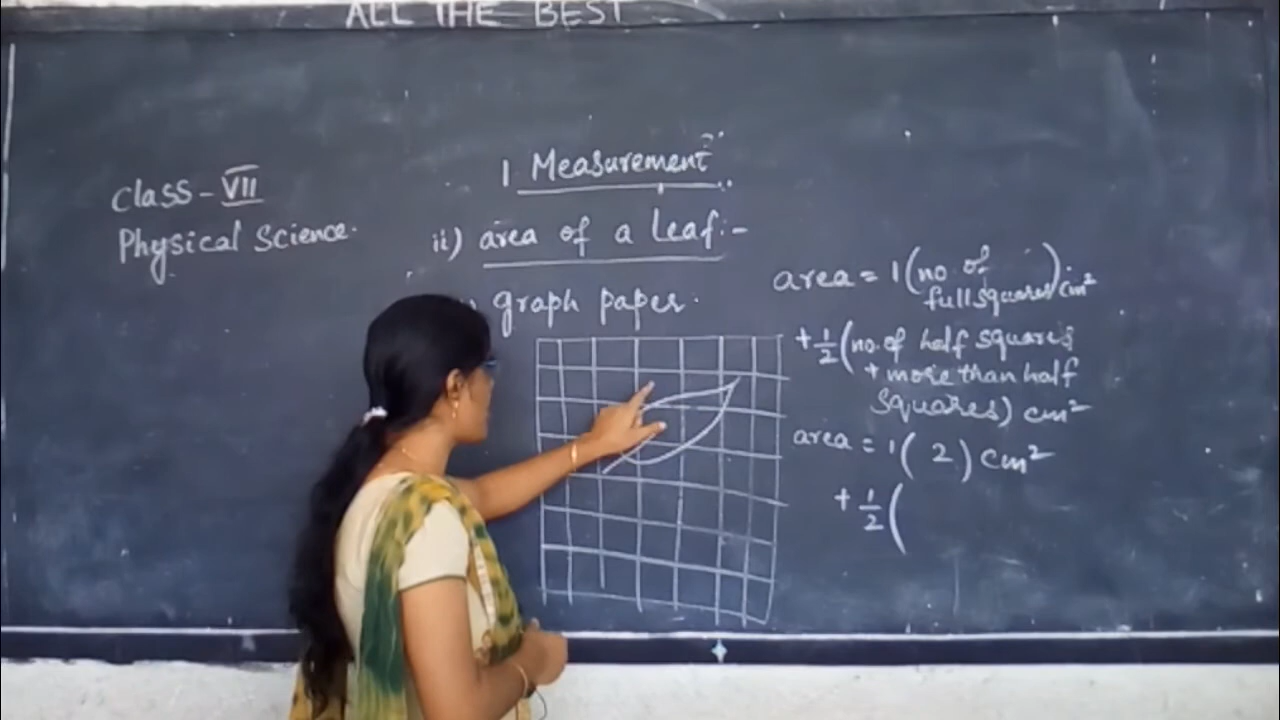 ALL THE BEST
Class - VII
Physical Science.
1 Measurement
ii) area of a leaf:-
graph paper.
area = 1 (no. of
full squares) cm²
+ 1/2 (no. of half squares
+ more than half
squares) cm²
area = 1 ( 2 ) cm²
+ 1/2 (